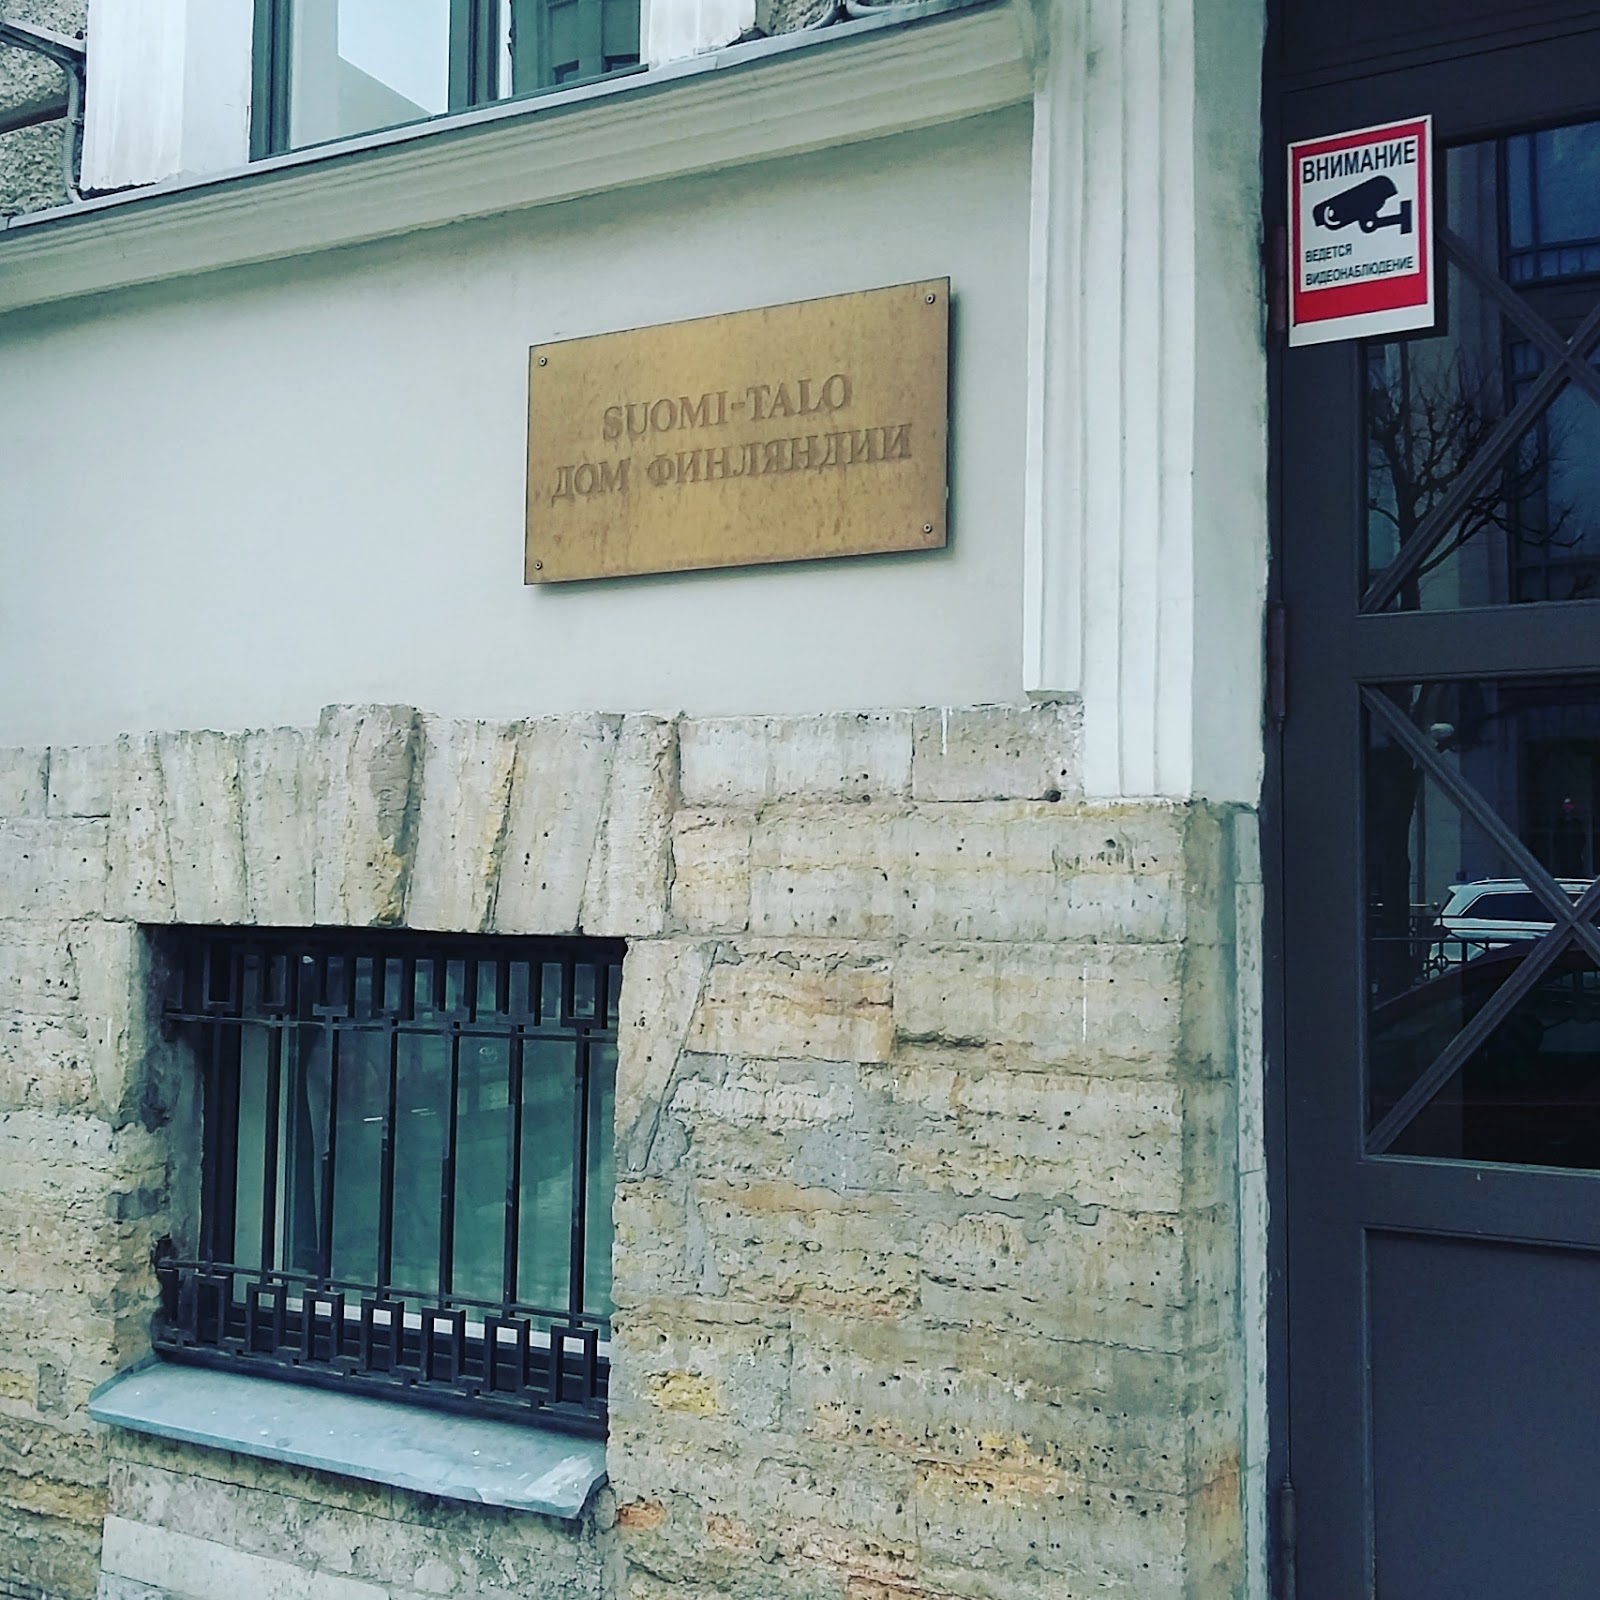 SUOMI-TALO
ДОМ ФИНЛЯНДИИ
ВНИМАНИЕ
ВЕДЕТСЯ
ВИДЕОНАБЛЮДЕНИЕ